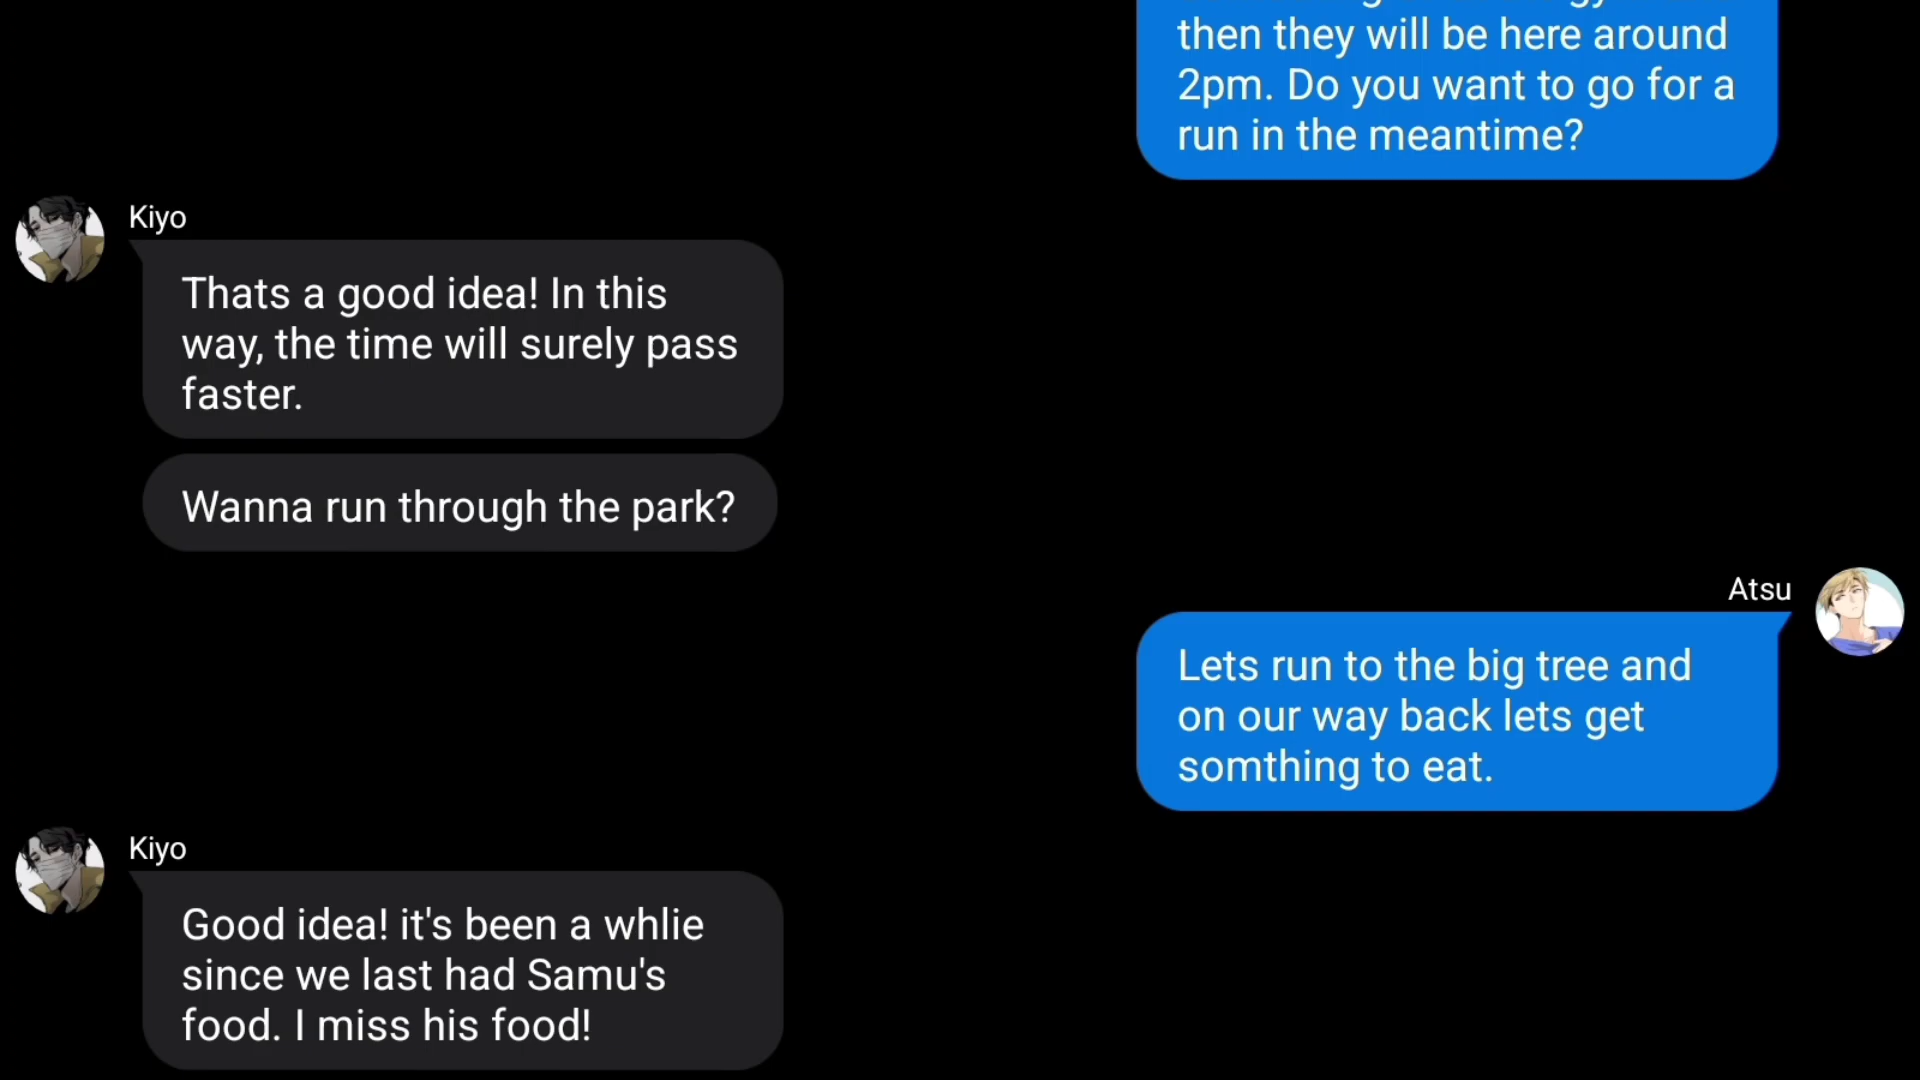 then they will be here around
2pm. Do you want to go for a
run in the meantime?
Kiyo
Thats a good idea! In this
way, the time will surely pass
faster.
Wanna run through the park?
Atsu
Lets run to the big tree and
on our way back lets get
somthing to eat.
Kiyo
Good idea! it's been a whlie
since we last had Samu's
food. I miss his food!